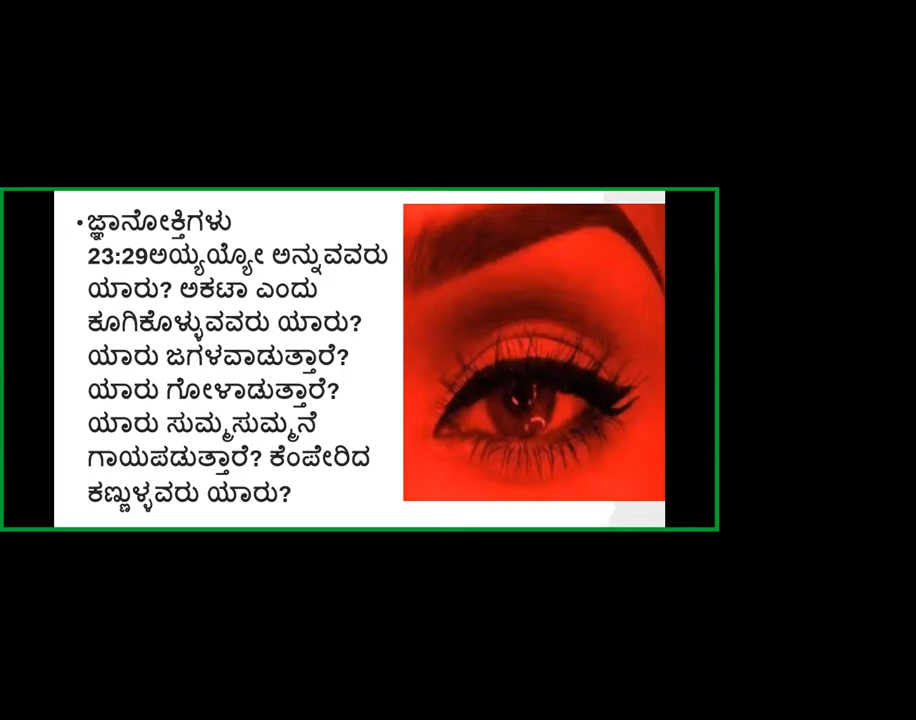 • ಜ್ಞಾನೋಕ್ತಿಗಳು
23:29ಅಯ್ಯಯ್ಯೋ ಅನ್ನುವವರು
ಯಾರು? ಅಕಟಾ ಎಂದು
ಕೂಗಿಕೊಳ್ಳುವವರು ಯಾರು?
ಯಾರು ಜಗಳವಾಡುತ್ತಾರೆ?
ಯಾರು ಗೋಳಾಡುತ್ತಾರೆ?
ಯಾರು ಸುಮ್ಮಸುಮ್ಮನೆ
ಗಾಯಪಡುತ್ತಾರೆ? ಕೆಂಪೇರಿದ
ಕಣ್ಣುಳ್ಳವರು ಯಾರು?